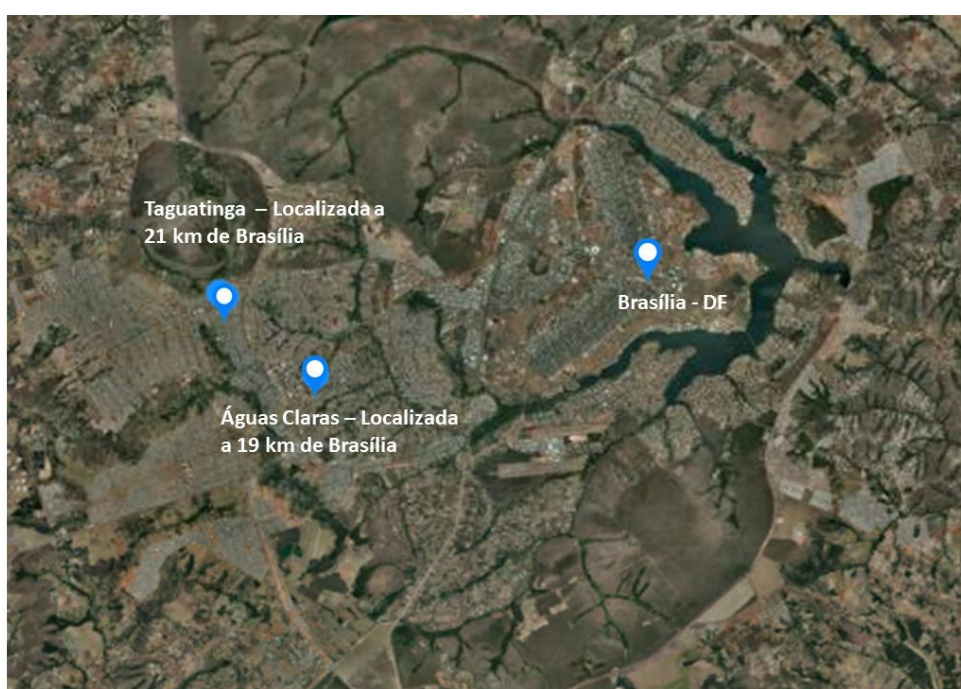 Taguatinga – Localizada a
21 km de Brasília
Brasília - DF
Águas Claras – Localizada
a 19 km de Brasília